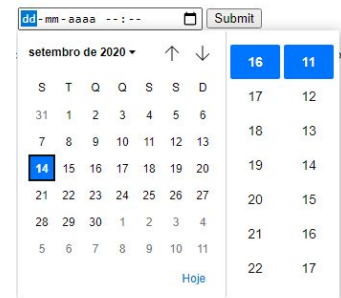 dd-mm-aaaa --:-- Submit
setembro de 2020
S T Q Q S S D
31 1 2 3 4 5 6
7 8 9 10 11 12 13
14 15 16 17 18 19 20
21 22 23 24 25 26 27
28 29 30 1 2 3 4
5 6 7 8 9 10 11
Hoje
16 11
17 12
18 13
19 14
20 15
21 16
22 17